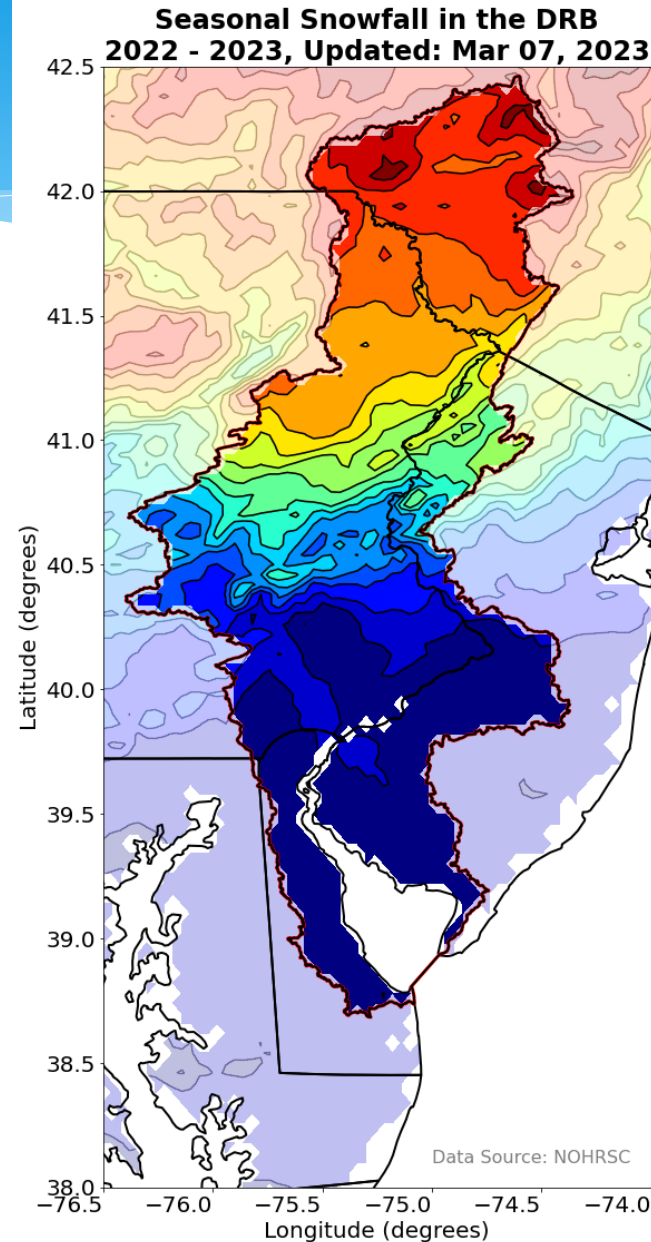 Seasonal Snowfall in the DRB
2022 - 2023, Updated: Mar 07, 2023
42.5
42.0
41.5
41.0
40.5
40.0
39.5
39.0
38.5
38.0
Latitude (degrees)
Data Source: NOHRSC
−76.5 −76.0 −75.5 −75.0 −74.5 −74.0
Longitude (degrees)